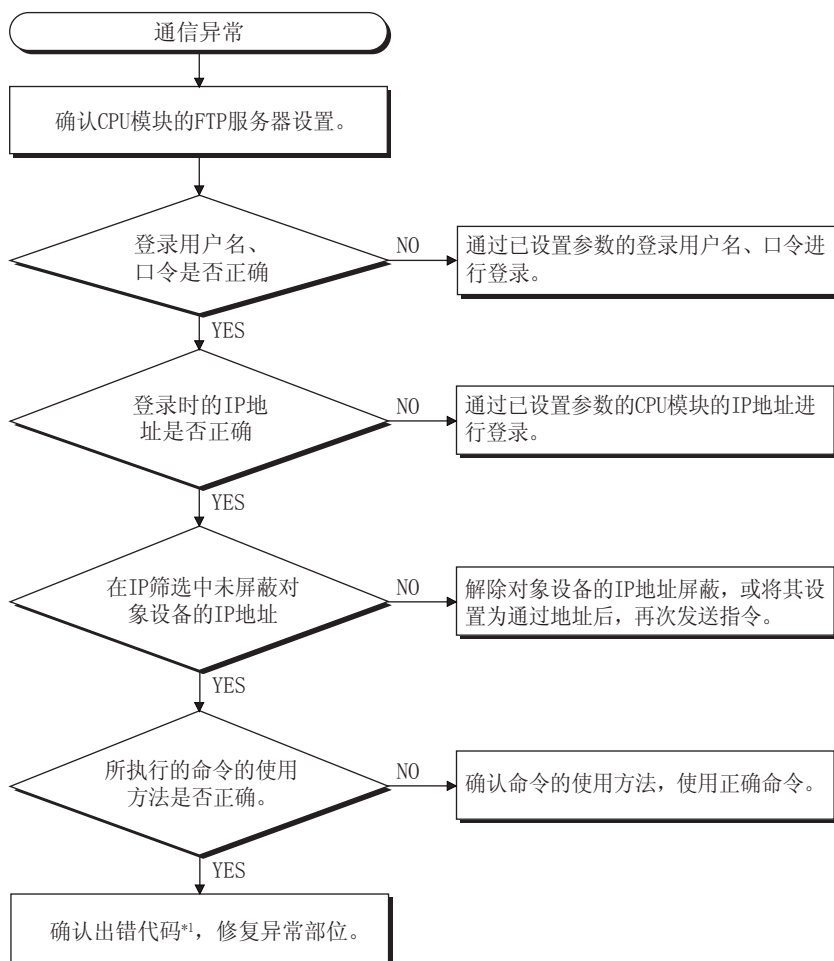 通信异常
确认CPU模块的FTP服务器设置。
登录用户名、
口令是否正确
NO
通过已设置参数的登录用户名、口令进
行登录。
YES
登录时的IP地
址是否正确
NO
通过已设置参数的CPU模块的IP地址进
行登录。
YES
在IP筛选中未屏蔽对
象设备的IP地址
NO
解除对象设备的IP地址屏蔽，或将其设
置为通过地址后，再次发送指令。
YES
所执行的命令的使用
方法是否正确。
NO
确认命令的使用方法，使用正确命令。
YES
确认出错代码*1，修复异常部位。